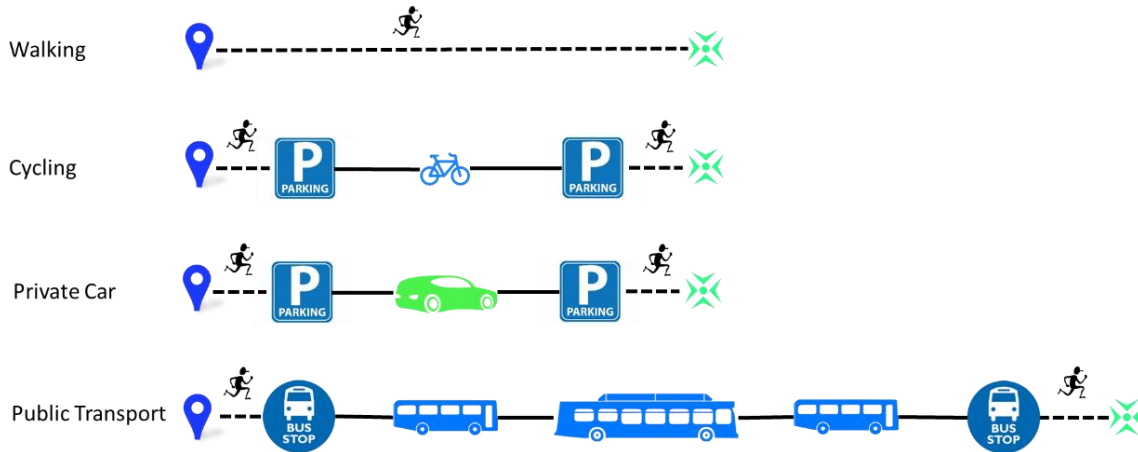 Walking
Cycling
P
PARKING
P
PARKING
Private Car
P
PARKING
P
PARKING
Public Transport
BUS
STOP
BUS
STOP